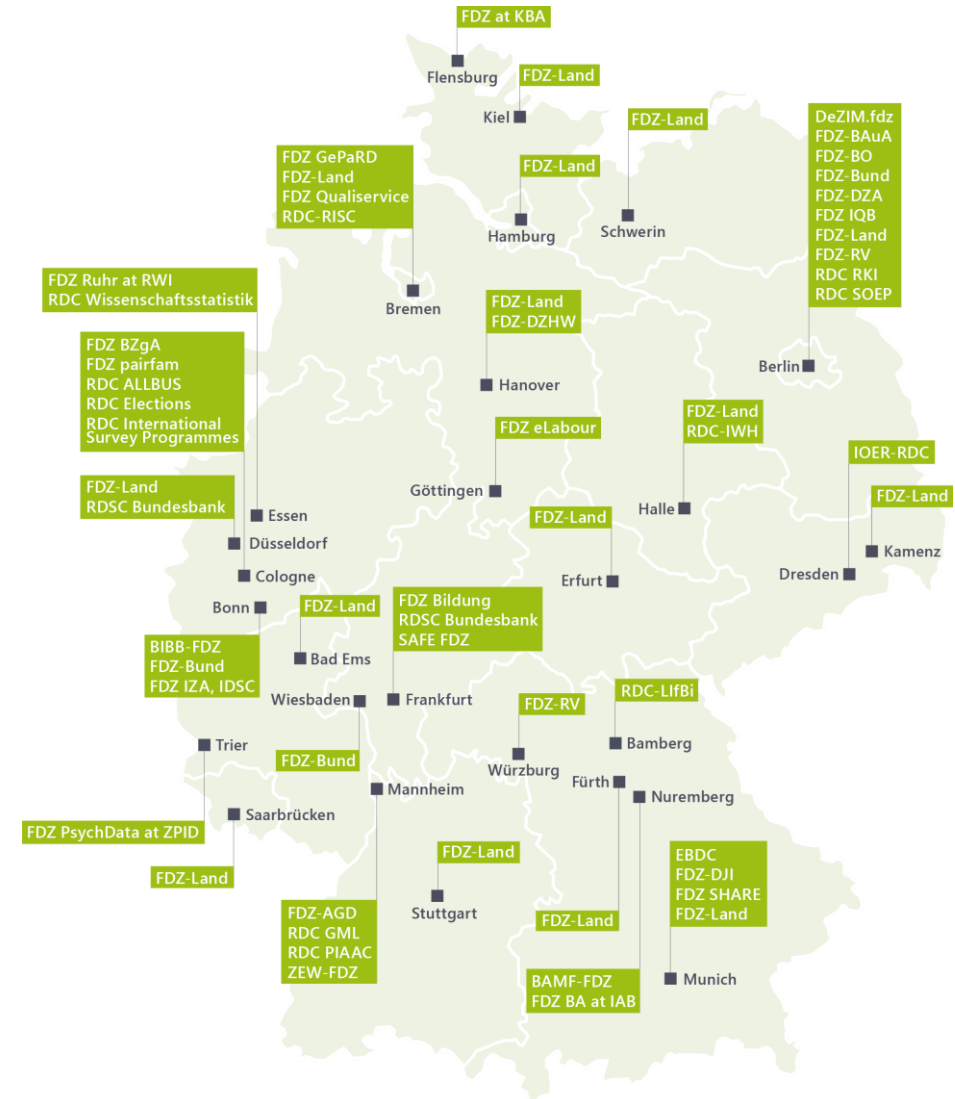 FDZ at KBA
Flensburg
FDZ-Land
Kiel
FDZ-Land
Schwerin
DeZIM.fdz
FDZ-BAuA
FDZ-BO
FDZ-Bund
FDZ-DZA
FDZ IQB
FDZ-Land
FDZ-RV
RDC RKI
RDC SOEP
Berlin
FDZ GePaRD
FDZ-Land
FDZ Qualiservice
RDC-RISC
Bremen
FDZ-Land
Hamburg
FDZ Ruhr at RWI
RDC Wissenschaftsstatistik
Essen
FDZ-Land
FDZ-DZHW
Hanover
FDZ BZgA
FDZ pairfam
RDC ALLBUS
RDC Elections
RDC International
Survey Programmes
Cologne
FDZ eLabour
Göttingen
FDZ-Land
RDC-IWH
Halle
IOER-RDC
Dresden
FDZ-Land
Kamenz
FDZ-Land
RDSC Bundesbank
Düsseldorf
FDZ-Land
Erfurt
Bonn
BIBB-FDZ
FDZ-Bund
FDZ IZA, IDSC
FDZ-Land
Bad Ems
FDZ Bildung
RDSC Bundesbank
SAFE FDZ
Frankfurt
Wiesbaden
FDZ-Bund
FDZ-RV
Würzburg
RDC-LIfBi
Bamberg
Trier
FDZ PsychData at ZPID
Saarbrücken
FDZ-Land
Mannheim
FDZ-AGD
RDC GML
RDC PIAAC
ZEW-FDZ
FDZ-Land
Stuttgart
Fürth
FDZ-Land
Nuremberg
BAMF-FDZ
FDZ BA at IAB
EBDC
FDZ-DJI
FDZ SHARE
FDZ-Land
Munich